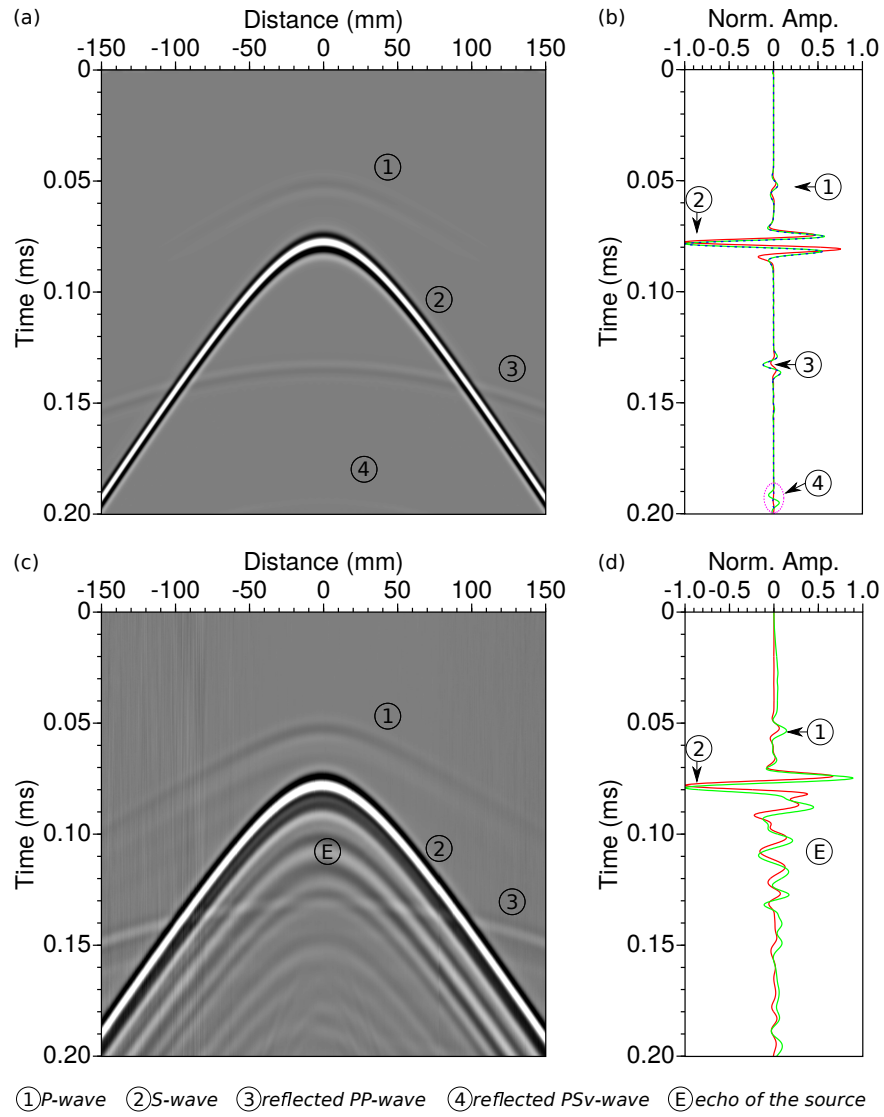 (a)
Distance (mm)
-150 -100 -50 0 50 100 150
0
0.05
0.10
0.15
0.20
Time (ms)
1
2
3
4
(b)
Norm. Amp.
-1.0 -0.5 0 0.5 1.0
0
0.05
0.10
0.15
0.20
Time (ms)
1
2
3
4
(c)
Distance (mm)
-150 -100 -50 0 50 100 150
0
0.05
0.10
0.15
0.20
Time (ms)
1
E
2
3
(d)
Norm. Amp.
-1.0 -0.5 0 0.5 1.0
0
0.05
0.10
0.15
0.20
Time (ms)
1
2
E
1 P-wave 2 S-wave 3 reflected PP-wave 4 reflected PSv-wave E echo of the source